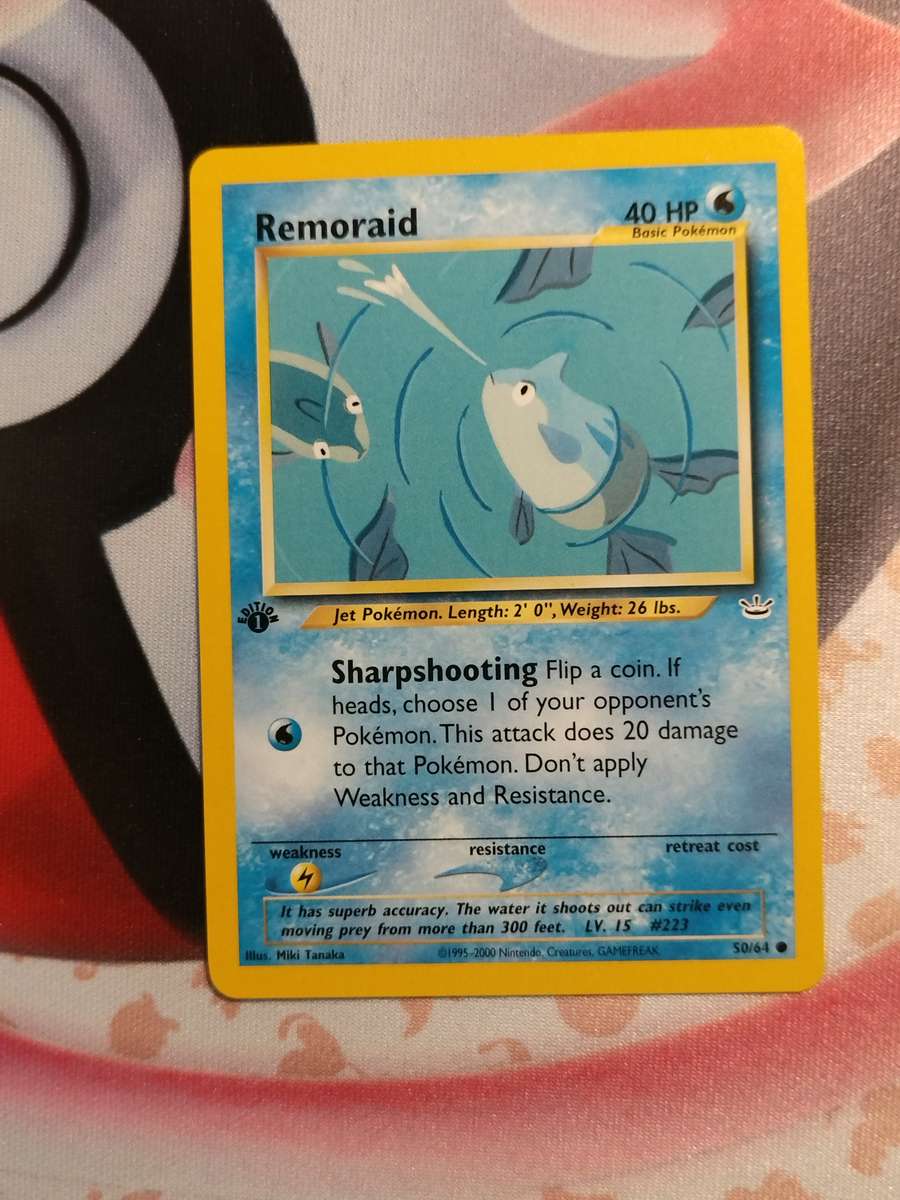 Remoraid
40 HP
Basic Pokémon
EDITION
1
Jet Pokémon. Length: 2' 0", Weight: 26 lbs.
Sharpshooting Flip a coin. If
heads, choose 1 of your opponent's
Pokémon. This attack does 20 damage
to that Pokémon. Don't apply
Weakness and Resistance.
weakness resistance retreat cost
It has superb accuracy. The water it shoots out can strike even
moving prey from more than 300 feet. LV. 15 #223
Illus. Miki Tanaka ©1995-2000 Nintendo, Creatures, GAMEFREAK. 50/64